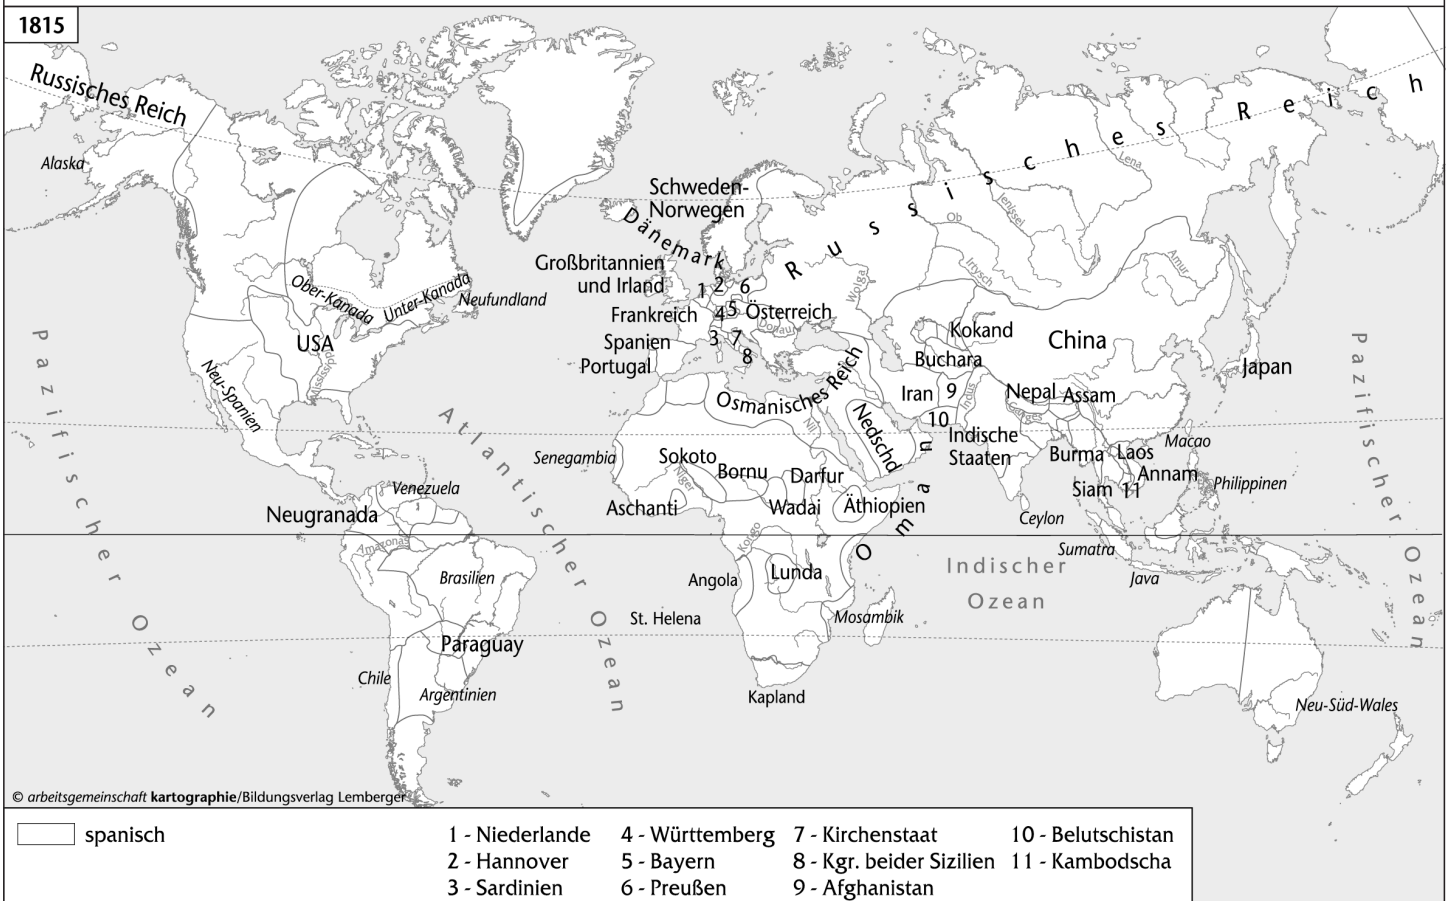 1815
Russisches Reich
Alaska
Russisches Reich
Lena
Jenissei
Ob
Irtysch
Amur
Wolga
Schweden-
Norwegen
Dänemark
Großbritannien
und Irland
1 2 6
Frankreich
4 5 Österreich
Donau
Spanien
3 7
Portugal
8
Ober-Kanada
Unter-Kanada
Neufundland
USA
Mississippi
Neu-Spanien
Kokand
China
Buchara
Japan
Iran 9
Indus
Nepal Assam
Ganges
10
Osmanisches Reich
Nil
Nedschd
Indische
Staaten
Macao
Burma Laos
Annam
Siam 11
Philippinen
Senegambia
Sokoto
Bornu
Darfur
Niger
Aschanti
Wadai
Äthiopien
Oman
Ceylon
Sumatra
Java
Venezuela
Neugranada
Amazonas
Kongo
Brasilien
Angola
Lunda
Indischer
Ozean
St. Helena
Mosambik
Paraguay
Chile
Argentinien
Kapland
Neu-Süd-Wales
Pazifischer Ozean
Atlantischer Ozean
Pazifischer Ozean
© arbeitsgemeinschaft kartographie/Bildungsverlag Lemberger
spanisch
1 - Niederlande
2 - Hannover
3 - Sardinien
4 - Württemberg
5 - Bayern
6 - Preußen
7 - Kirchenstaat
8 - Kgr. beider Sizilien
9 - Afghanistan
10 - Belutschistan
11 - Kambodscha